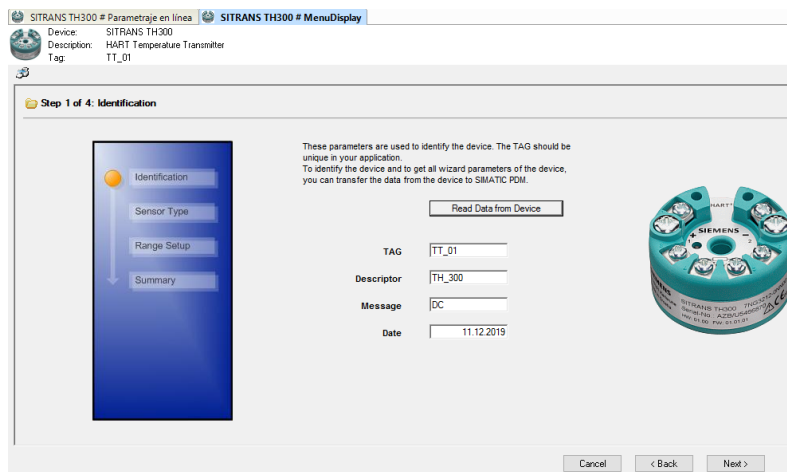 SITRANS TH300 # Parametraje en línea
SITRANS TH300 # MenuDisplay
Device: SITRANS TH300
Description: HART Temperature Transmitter
Tag: TT_01
Step 1 of 4: Identification
These parameters are used to identify the device. The TAG should be
unique in your application.
To identify the device and to get all wizard parameters of the device,
you can transfer the data from the device to SIMATIC PDM.
Identification
Sensor Type
Range Setup
Summary
Read Data from Device
TAG TT_01
Descriptor TH_300
Message DC
Date 11.12.2019
HART
SIEMENS
SITRANS TH300
Cancel
< Back
Next >